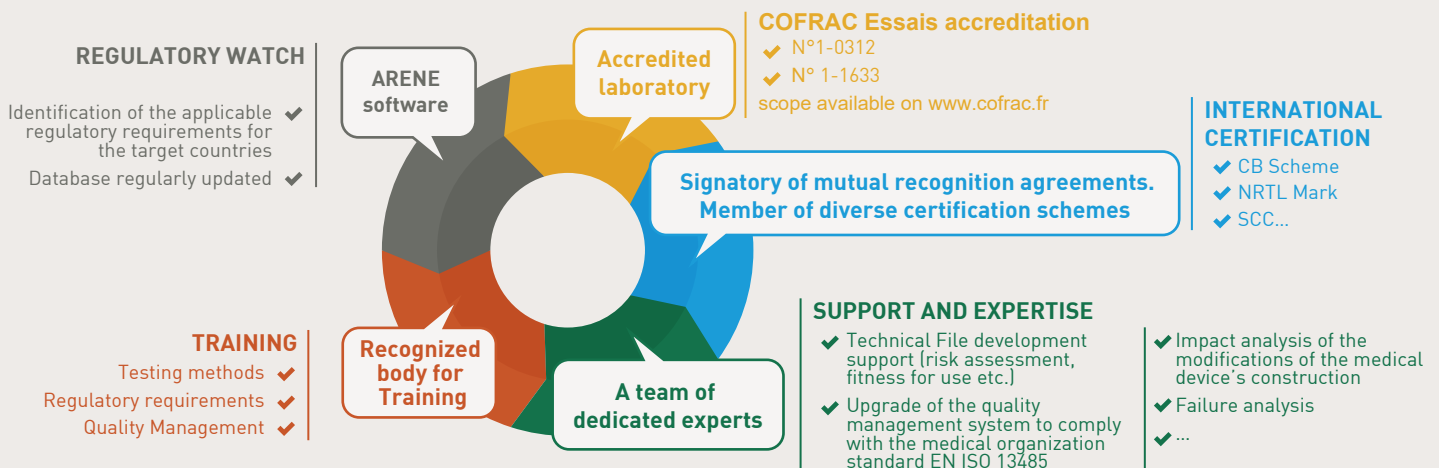 REGULATORY WATCH
Identification of the applicable
regulatory requirements for
the target countries
Database regularly updated
ARENE
software
Accredited
laboratory
COFRAC Essais accreditation
N°1-0312
N° 1-1633
scope available on www.cofrac.fr
Signatory of mutual recognition agreements.
Member of diverse certification schemes
INTERNATIONAL
CERTIFICATION
CB Scheme
NRTL Mark
SCC...
TRAINING
Testing methods
Regulatory requirements
Quality Management
Recognized
body for
Training
A team of
dedicated experts
SUPPORT AND EXPERTISE
Technical File development
support (risk assessment,
fitness for use etc.)
Upgrade of the quality
management system to comply
with the medical organization
standard EN ISO 13485
Impact analysis of the
modifications of the medical
device's construction
Failure analysis
...